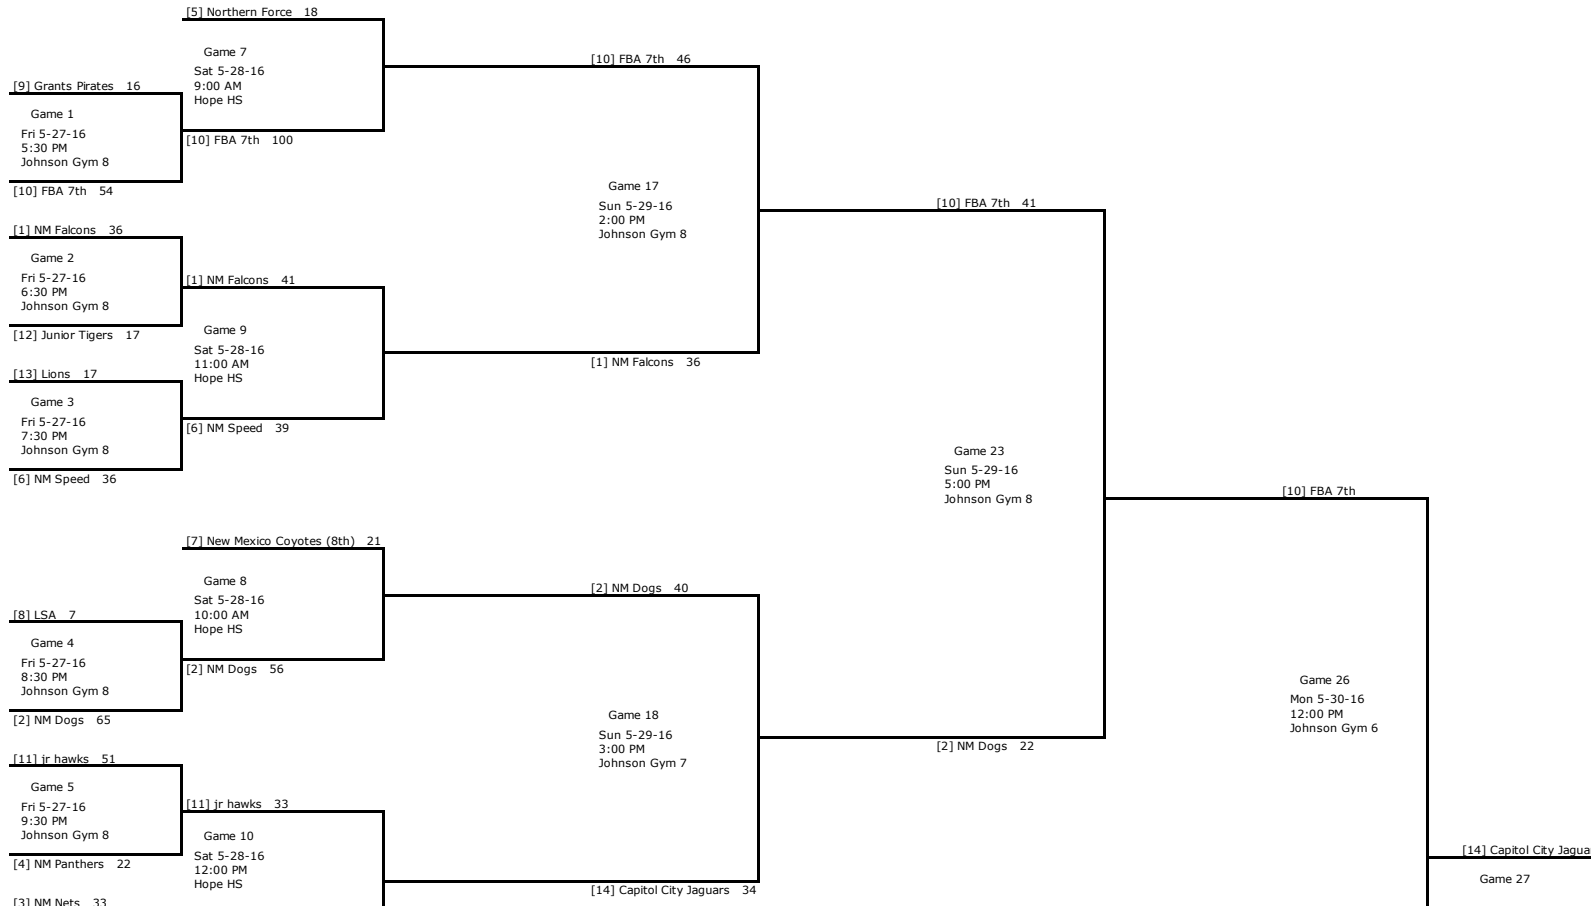 [5] Northern Force 18
Game 7
Sat 5-28-16
9:00 AM
Hope HS
[10] FBA 7th 100
[9] Grants Pirates 16
Game 1
Fri 5-27-16
5:30 PM
Johnson Gym 8
[10] FBA 7th 54
[1] NM Falcons 36
Game 2
Fri 5-27-16
6:30 PM
Johnson Gym 8
[12] Junior Tigers 17
[1] NM Falcons 41
Game 9
Sat 5-28-16
11:00 AM
Hope HS
[6] NM Speed 39
[13] Lions 17
Game 3
Fri 5-27-16
7:30 PM
Johnson Gym 8
[6] NM Speed 36
[10] FBA 7th 46
Game 17
Sun 5-29-16
2:00 PM
Johnson Gym 8
[1] NM Falcons 36
[10] FBA 7th 41
Game 23
Sun 5-29-16
5:00 PM
Johnson Gym 8
[2] NM Dogs 22
[7] New Mexico Coyotes (8th) 21
Game 8
Sat 5-28-16
10:00 AM
Hope HS
[2] NM Dogs 56
[8] LSA 7
Game 4
Fri 5-27-16
8:30 PM
Johnson Gym 8
[2] NM Dogs 65
[11] jr hawks 51
Game 5
Fri 5-27-16
9:30 PM
Johnson Gym 8
[4] NM Panthers 22
[11] jr hawks 33
Game 10
Sat 5-28-16
12:00 PM
Hope HS
[3] NM Nets 33
[2] NM Dogs 40
Game 18
Sun 5-29-16
3:00 PM
Johnson Gym 7
[14] Capitol City Jaguars 34
[10] FBA 7th
Game 26
Mon 5-30-16
12:00 PM
Johnson Gym 6
[14] Capitol City Jagua
Game 27